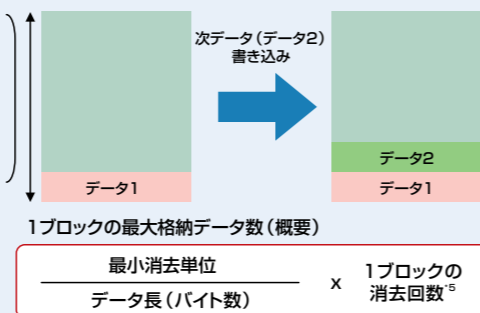 次データ(データ2)
書き込み
データ2
データ1
データ1
1ブロックの最大格納データ数(概要)
最小消去単位
データ長(バイト数)
x
1ブロックの
消去回数*5